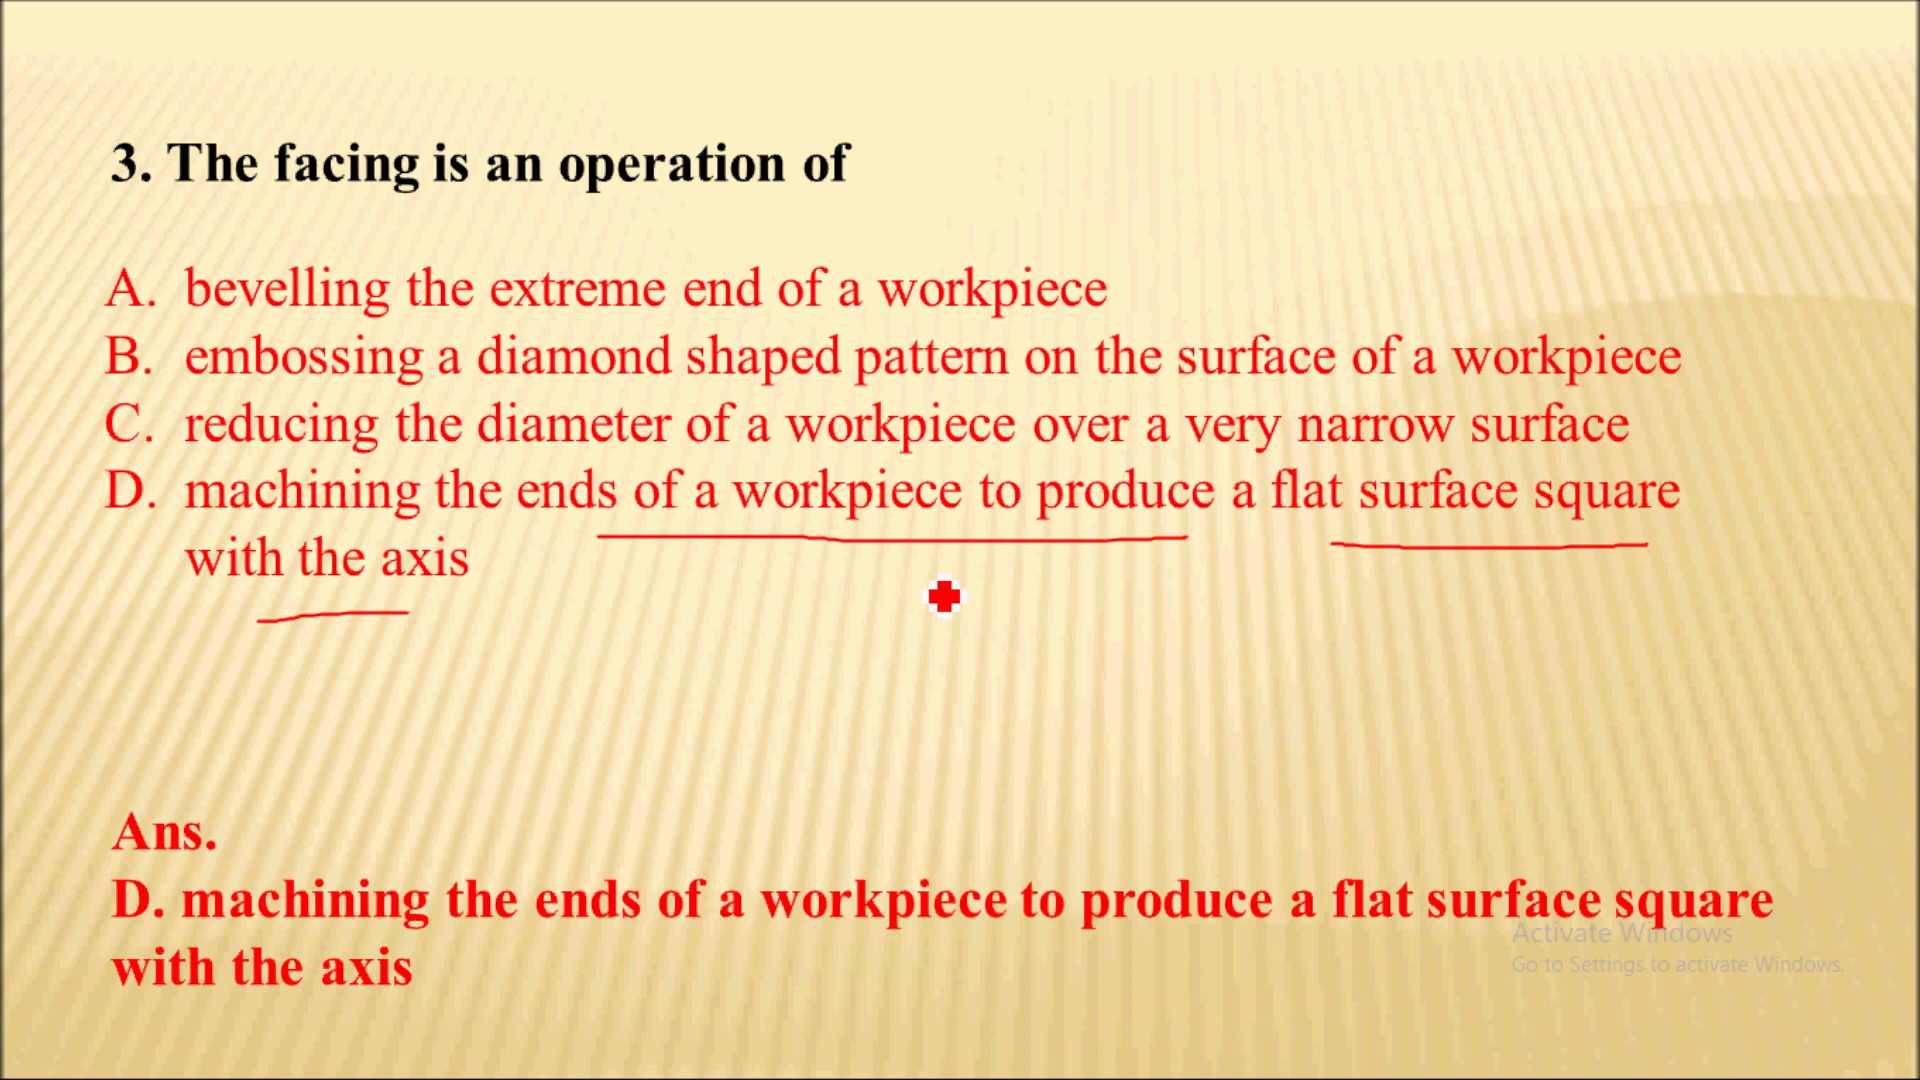 3. The facing is an operation of
A. bevelling the extreme end of a workpiece
B. embossing a diamond shaped pattern on the surface of a workpiece
C. reducing the diameter of a workpiece over a very narrow surface
D. machining the ends of a workpiece to produce a flat surface square
with the axis
Ans.
D. machining the ends of a workpiece to produce a flat surface square
with the axis
Activate Windows
Go to Settings to activate Windows.